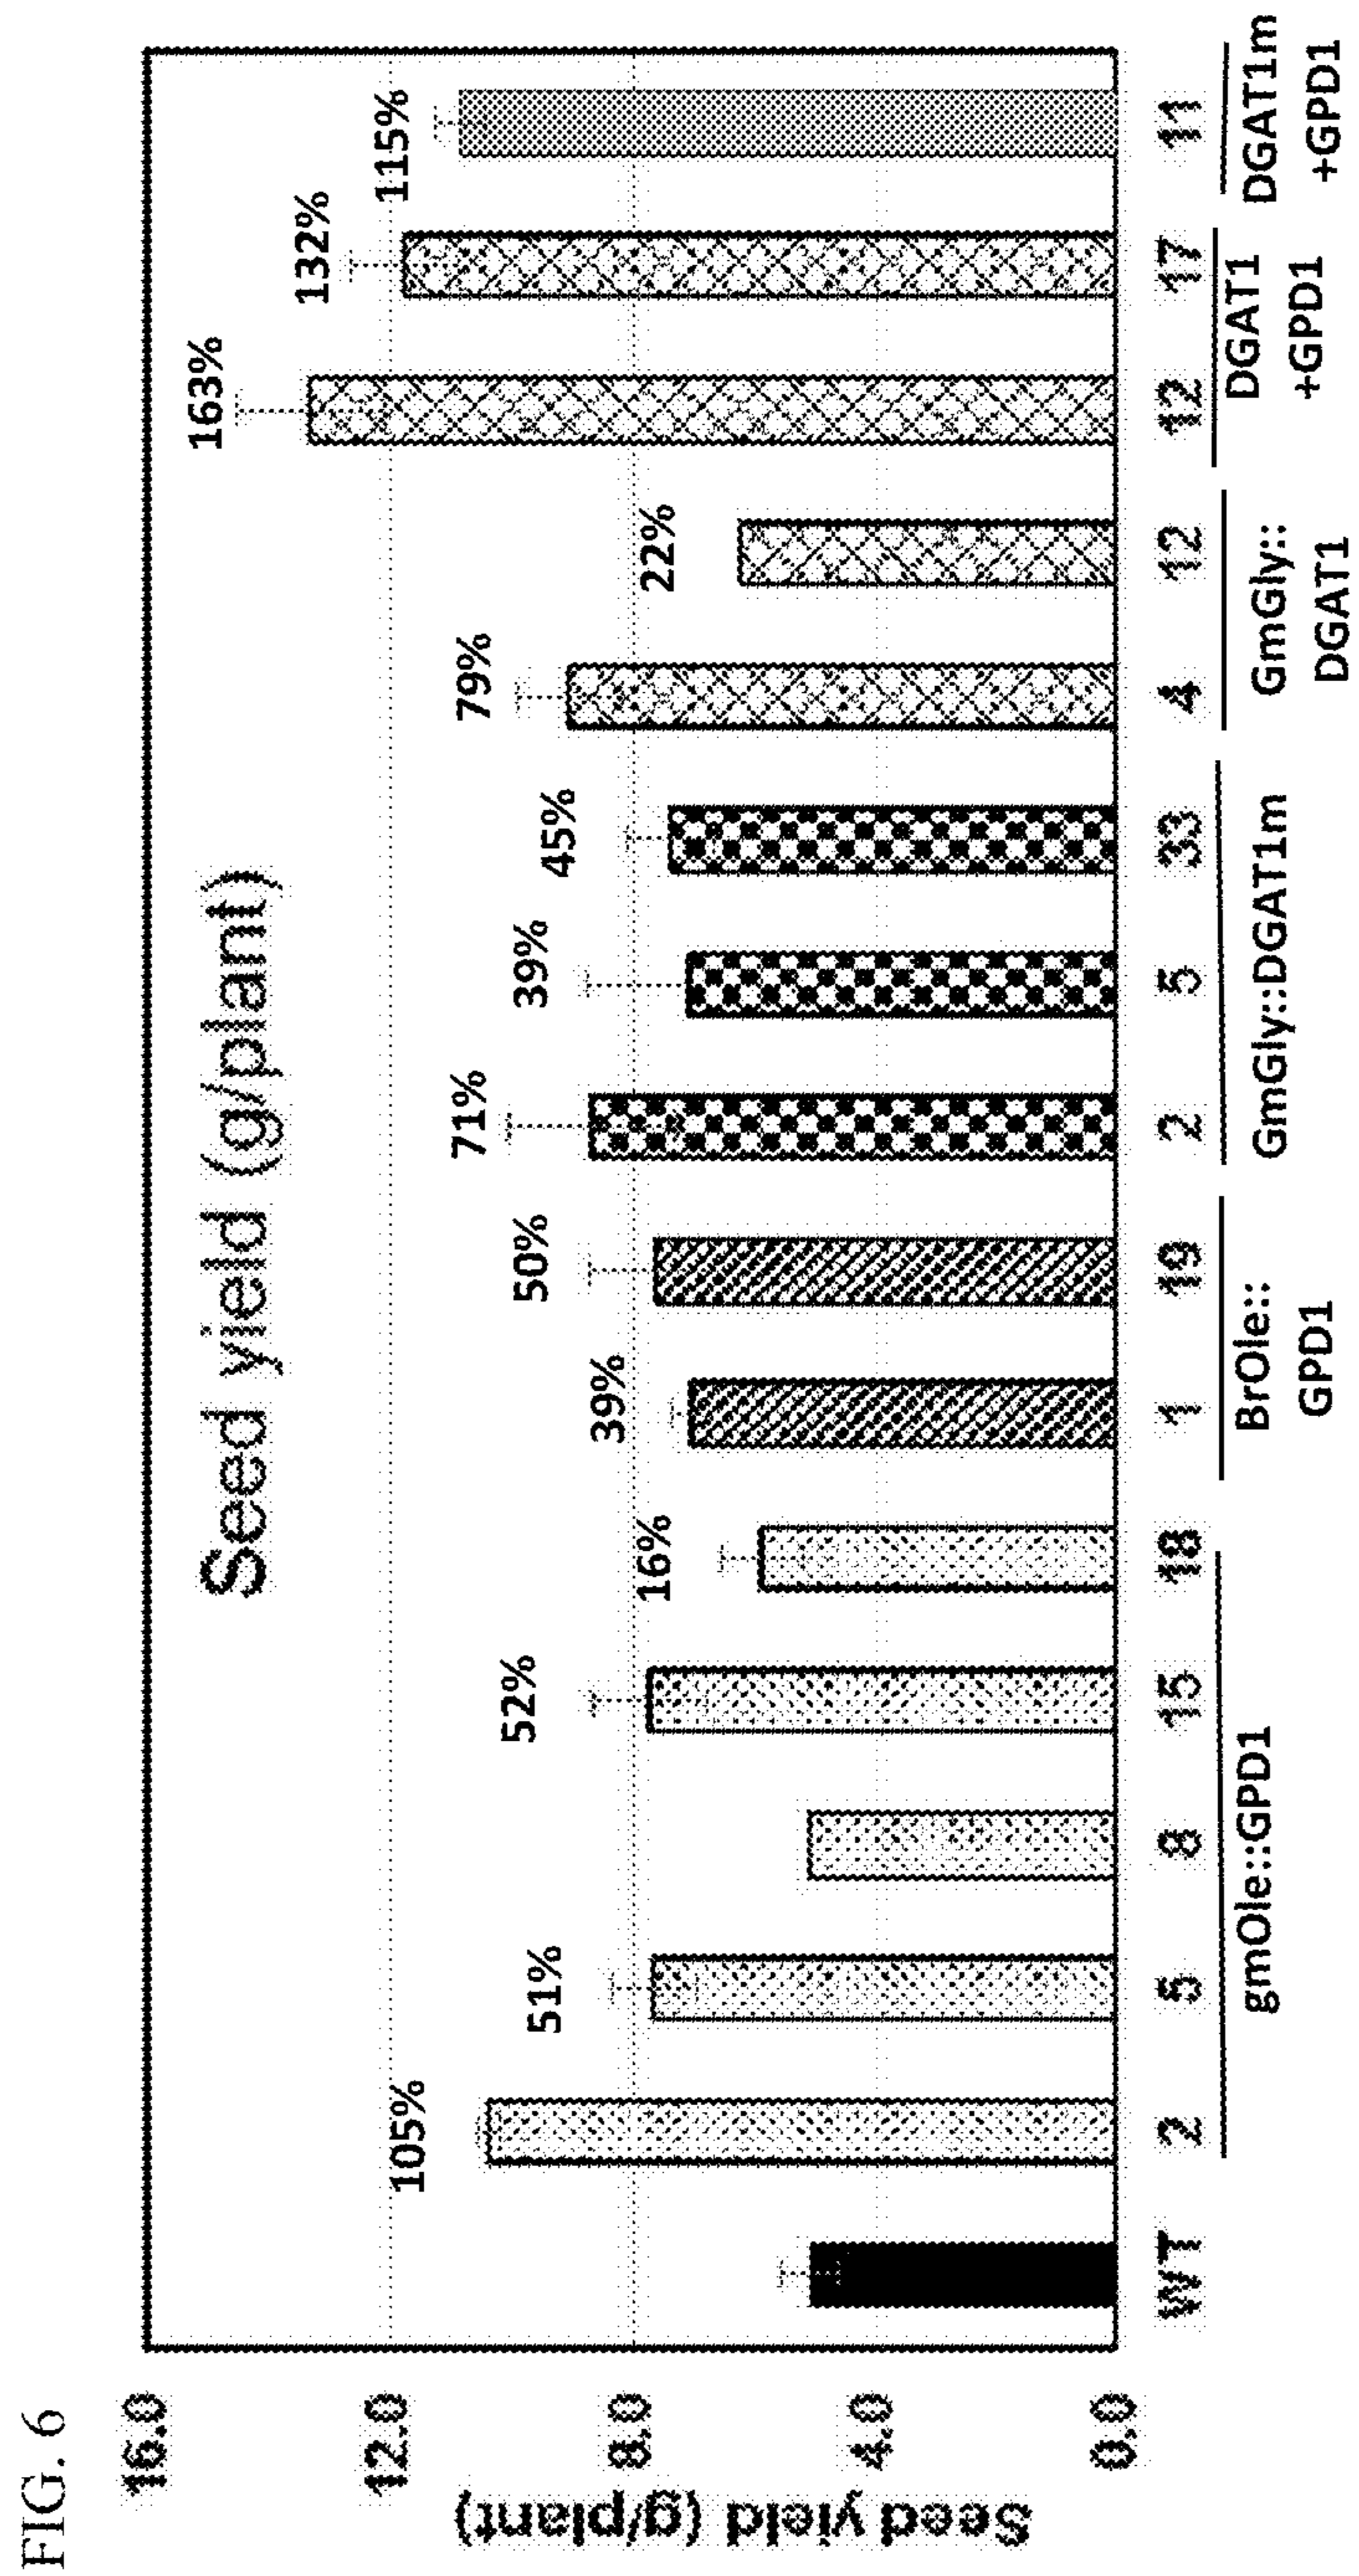 FIG. 6
Seed yield (g/plant)
Seed yield (g/plant)
16.0
12.0
8.0
4.0
0.0
105%
51%
52%
16%
39%
50%
71%
39%
45%
79%
22%
163%
132%
115%
WT 2 5 8 15 18 1 19 2 5 33 4 12 12 17 11
gmOle::GPD1
BrOle::
GPD1
GmGly::DGAT1m
GmGly::
DGAT1
DGAT1
+GPD1
DGAT1m
+GPD1